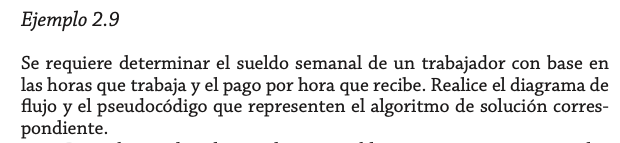 Ejemplo 2.9
Se requiere determinar el sueldo semanal de un trabajador con base en
las horas que trabaja y el pago por hora que recibe. Realice el diagrama de
flujo y el pseudocódigo que representen el algoritmo de solución corres-
pondiente.